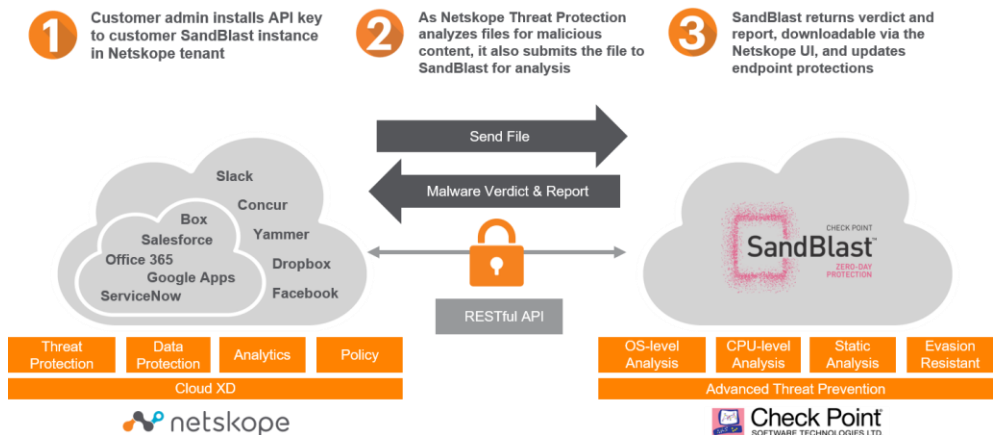 1
Customer admin installs API key
to customer SandBlast instance
in Netskope tenant
2
As Netskope Threat Protection
analyzes files for malicious
content, it also submits the file to
SandBlast for analysis
3
SandBlast returns verdict and
report, downloadable via the
Netskope UI, and updates
endpoint protections
Send File
Malware Verdict & Report
RESTful API
Slack
Concur
Box
Yammer
Salesforce
Office 365
Dropbox
Google Apps
Facebook
ServiceNow
CHECK POINT
SandBlast™
ZERO-DAY
PROTECTION
Threat
Protection
Data
Protection
Analytics
Policy
Cloud XD
netskope
OS-level
Analysis
CPU-level
Analysis
Static
Analysis
Evasion
Resistant
Advanced Threat Prevention
Check Point
SOFTWARE TECHNOLOGIES LTD.